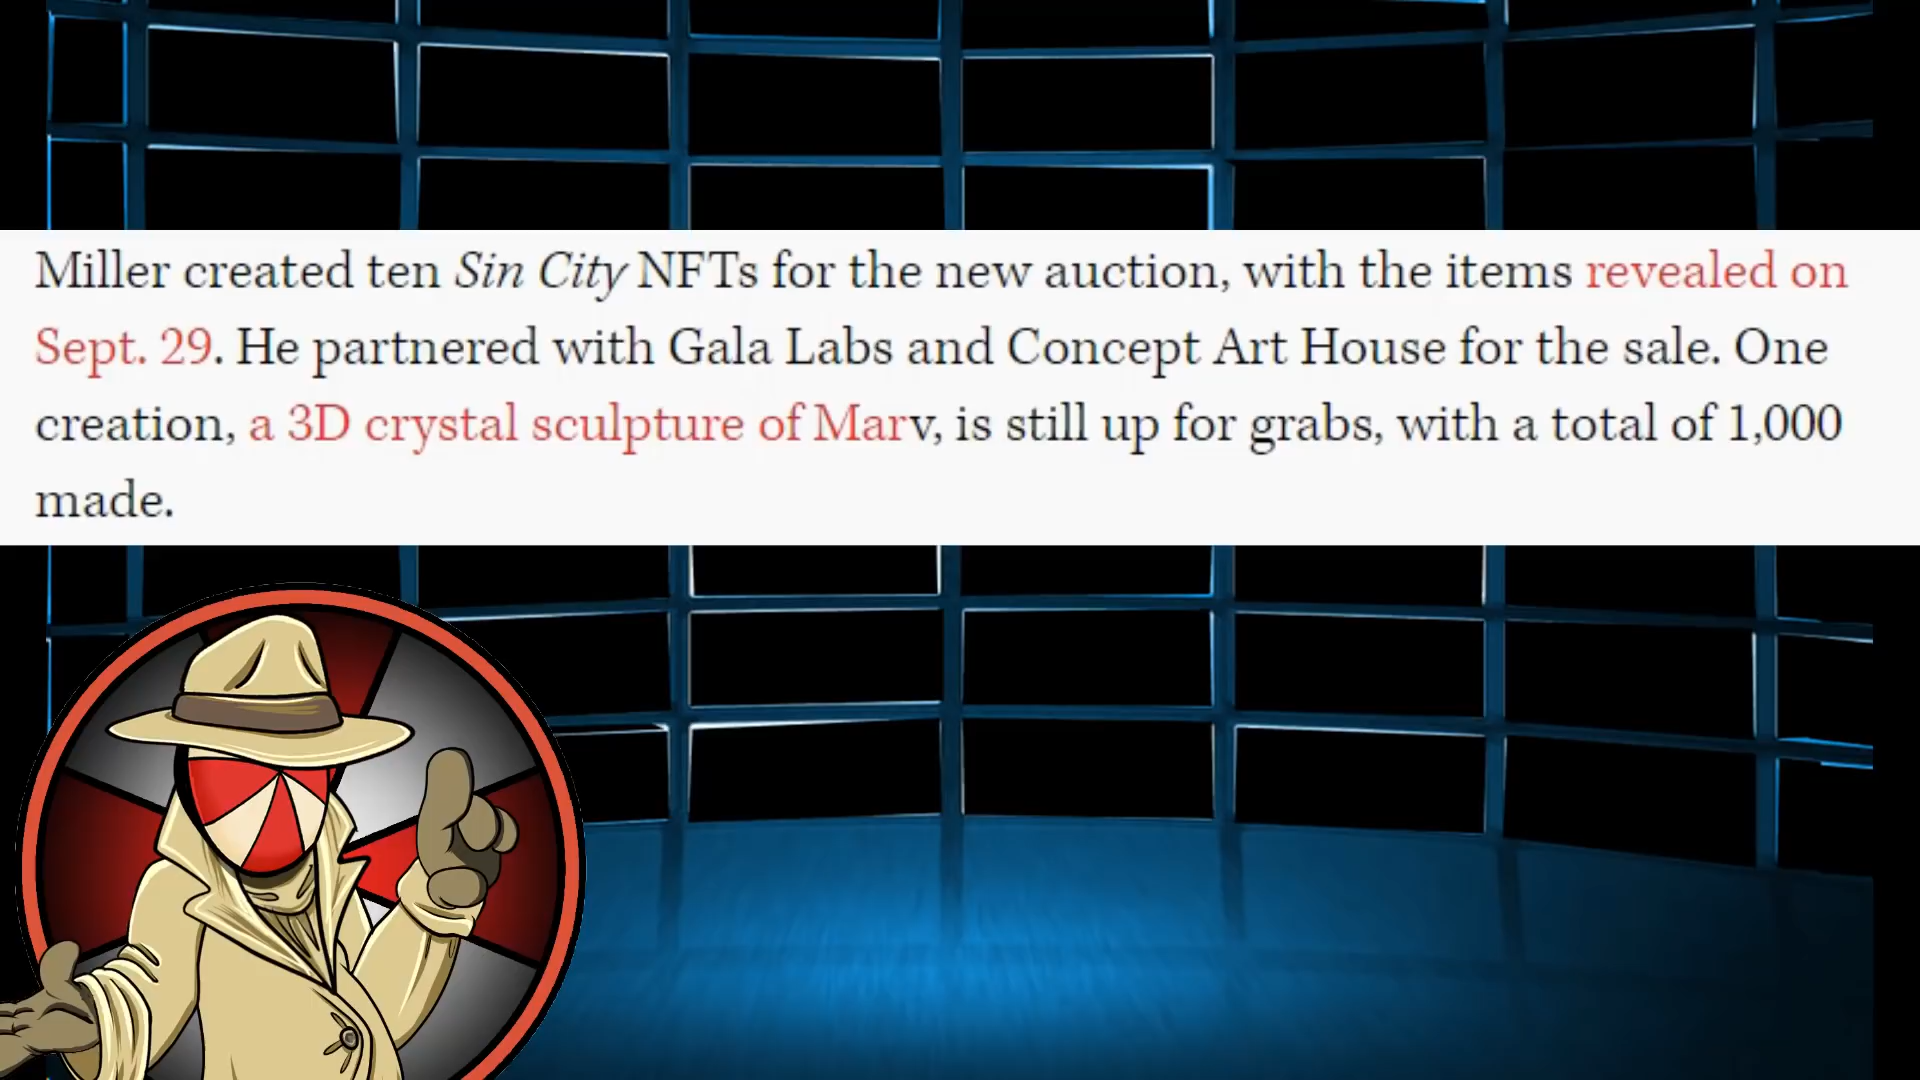 Miller created ten Sin City NFTs for the new auction, with the items revealed on
Sept. 29. He partnered with Gala Labs and Concept Art House for the sale. One
creation, a 3D crystal sculpture of Marv, is still up for grabs, with a total of 1,000
made.